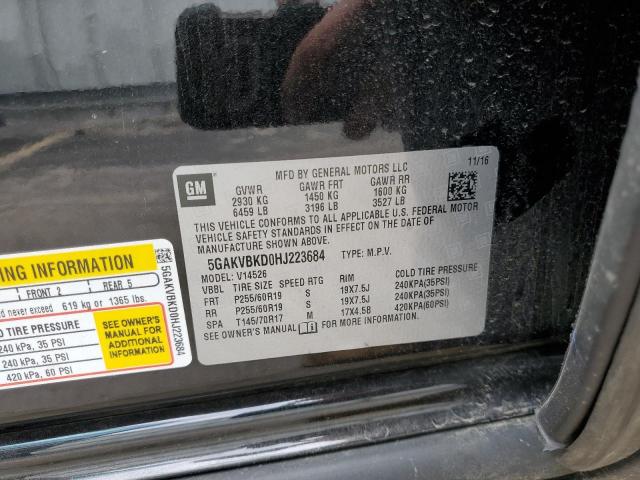 11/16
MFD BY GENERAL MOTORS LLC
GM
GVWR GAWR FRT GAWR RR
2930 KG 1450 KG 1600 KG
6459 LB 3196 LB 3527 LB
THIS VEHICLE CONFORMS TO ALL APPLICABLE U.S. FEDERAL MOTOR
VEHICLE SAFETY STANDARDS IN EFFECT ON THE DATE OF
MANUFACTURE SHOWN ABOVE.
5GAKVBKD0HJ223684 TYPE: M.P.V.
MODEL: V14526
TIRE SIZE SPEED RTG RIM COLD TIRE PRESSURE
FRT P255/60R19 S 19X7.5J 240KPA(35PSI)
RR P255/60R19 S 19X7.5J 240KPA(35PSI)
SPA T145/70R17 M 17X4.5B 420KPA(60PSI)
SEE OWNER'S MANUAL FOR MORE INFORMATION.
ING INFORMATION
FRONT 2 REAR 5
never exceed 619 kg or 1365 lbs.
D TIRE PRESSURE
240 kPa, 35 PSI
240 kPa, 35 PSI
420 kPa, 60 PSI
SEE OWNER'S
MANUAL FOR
ADDITIONAL
INFORMATION
5GAKVBKD0HJ223684